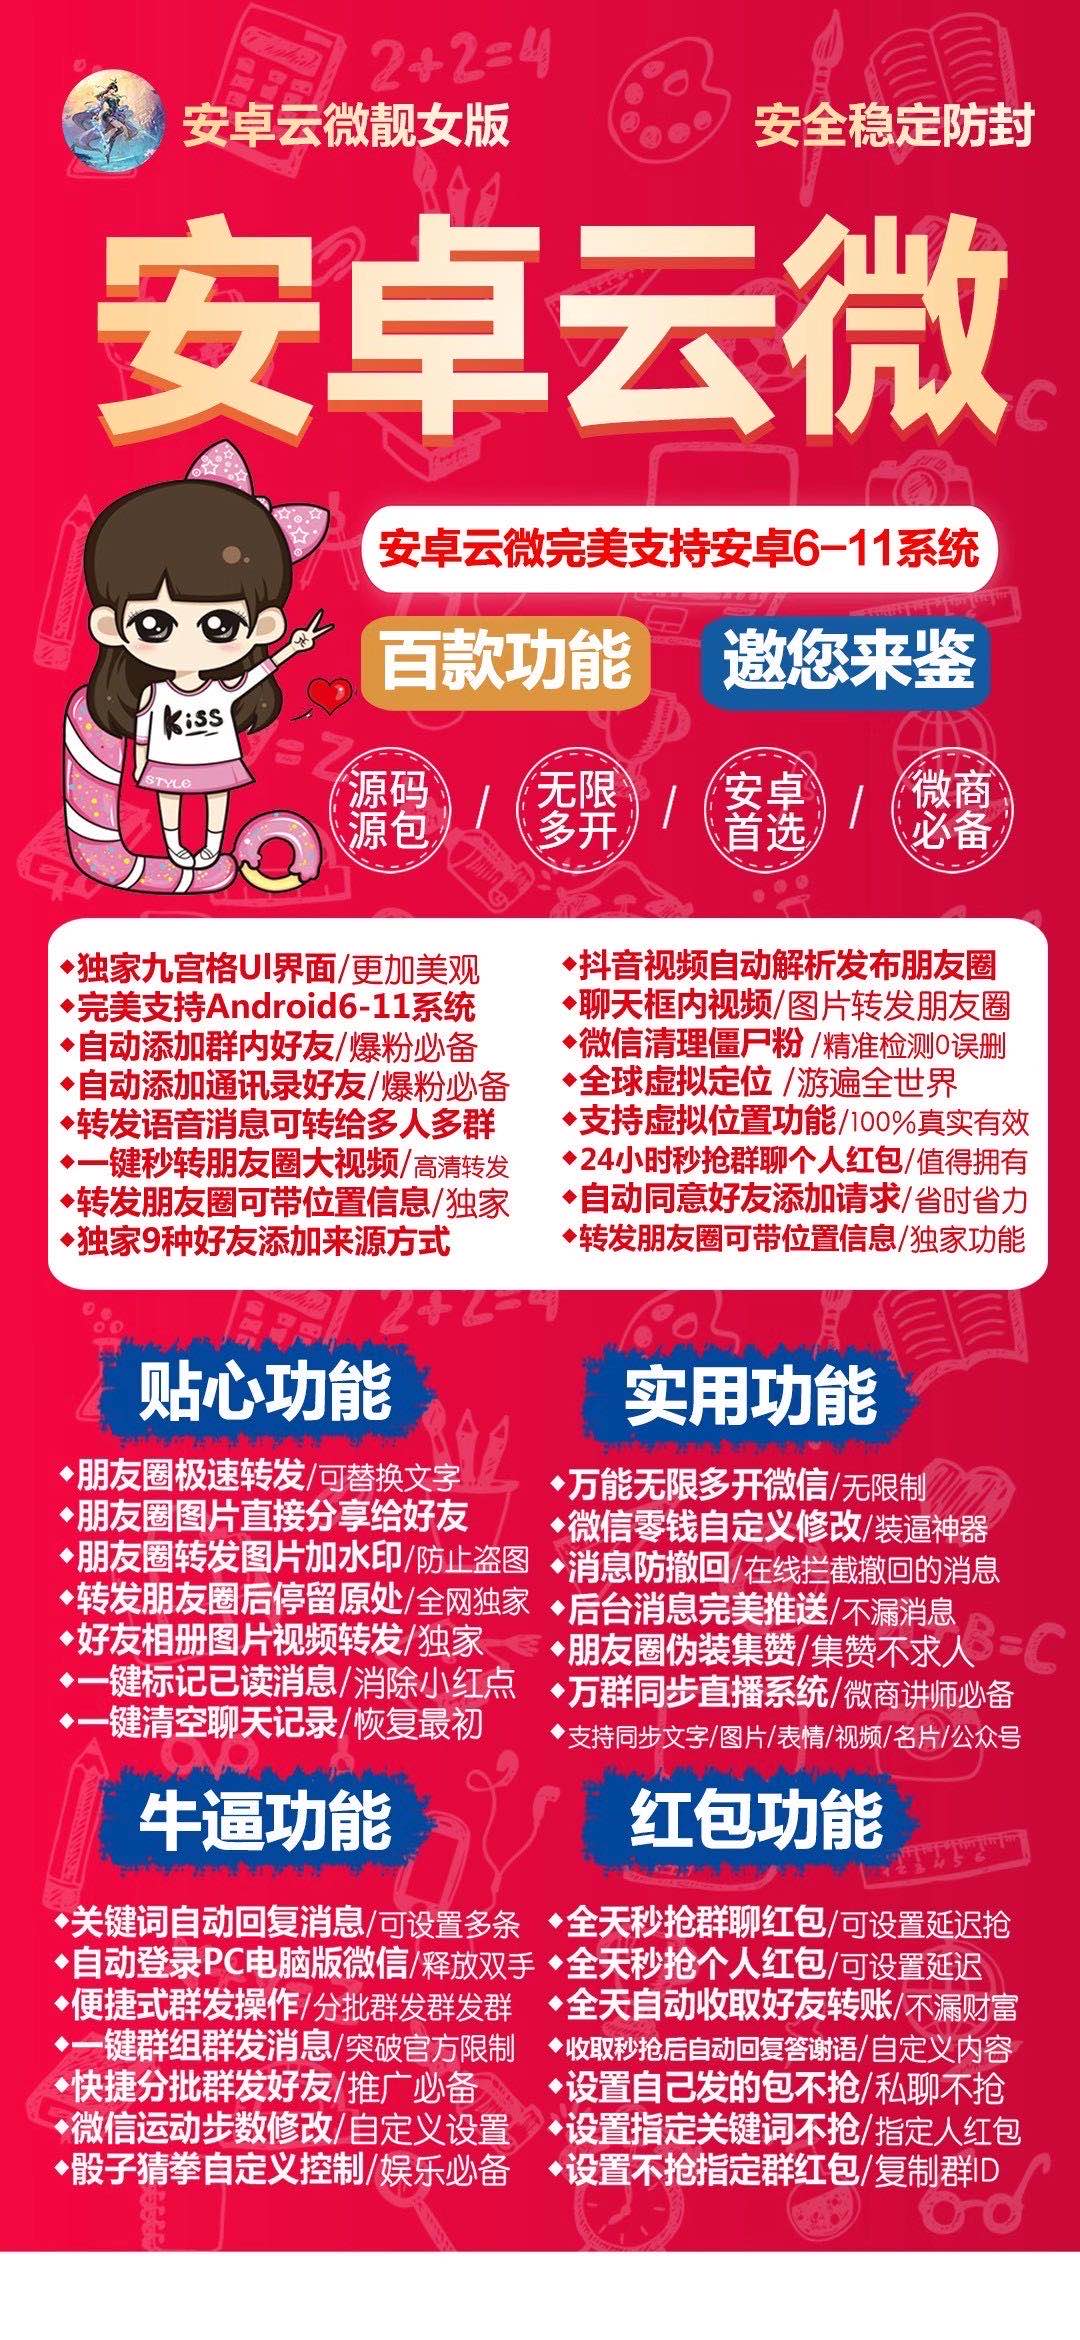 安卓云微靓女版
安全稳定防封
安卓云微
安卓云微完美支持安卓6-11系统
百款功能
邀您来鉴
Kiss
STYLE
源码
源包
/
无限
多开
/
安卓
首选
/
微商
必备
◆独家九宫格UI界面/更加美观
◆完美支持Android6-11系统
◆自动添加群内好友/爆粉必备
◆自动添加通讯录好友/爆粉必备
◆转发语音消息可转给多人多群
◆一键秒转朋友圈大视频/高清转发
◆转发朋友圈可带位置信息/独家
◆独家9种好友添加来源方式
◆抖音视频自动解析发布朋友圈
◆聊天框内视频/图片转发朋友圈
◆微信清理僵尸粉/精准检测0误删
◆全球虚拟定位 /游遍全世界
◆支持虚拟位置功能/100%真实有效
◆24小时秒抢群聊个人红包/值得拥有
◆自动同意好友添加请求/省时省力
◆转发朋友圈可带位置信息/独家功能
2+2=4
贴心功能
◆朋友圈极速转发/可替换文字
◆朋友圈图片直接分享给好友
◆朋友圈转发图片加水印/防止盗图
◆转发朋友圈后停留原处/全网独家
◆好友相册图片视频转发/独家
◆一键标记已读消息/消除小红点
◆一键清空聊天记录/恢复最初
实用功能
◆万能无限多开微信/无限制
◆微信零钱自定义修改/装逼神器
◆消息防撤回/在线拦截撤回的消息
◆后台消息完美推送/不漏消息
◆朋友圈伪装集赞/集赞不求人
◆万群同步直播系统/微商讲师必备
◆支持同步文字/图片/表情/视频/名片/公众号
牛逼功能
◆关键词自动回复消息/可设置多条
◆自动登录PC电脑版微信/释放双手
◆便捷式群发操作/分批群发群发群
◆一键群组群发消息/突破官方限制
◆快捷分批群发好友/推广必备
◆微信运动步数修改/自定义设置
◆骰子猜拳自定义控制/娱乐必备
红包功能
◆全天秒抢群聊红包/可设置延迟抢
◆全天秒抢个人红包/可设置延迟
◆全天自动收取好友转账/不漏财富
◆收取秒抢后自动回复答谢语/自定义内容
◆设置自己发的包不抢/私聊不抢
◆设置指定关键词不抢/指定人红包
◆设置不抢指定群红包/复制群ID